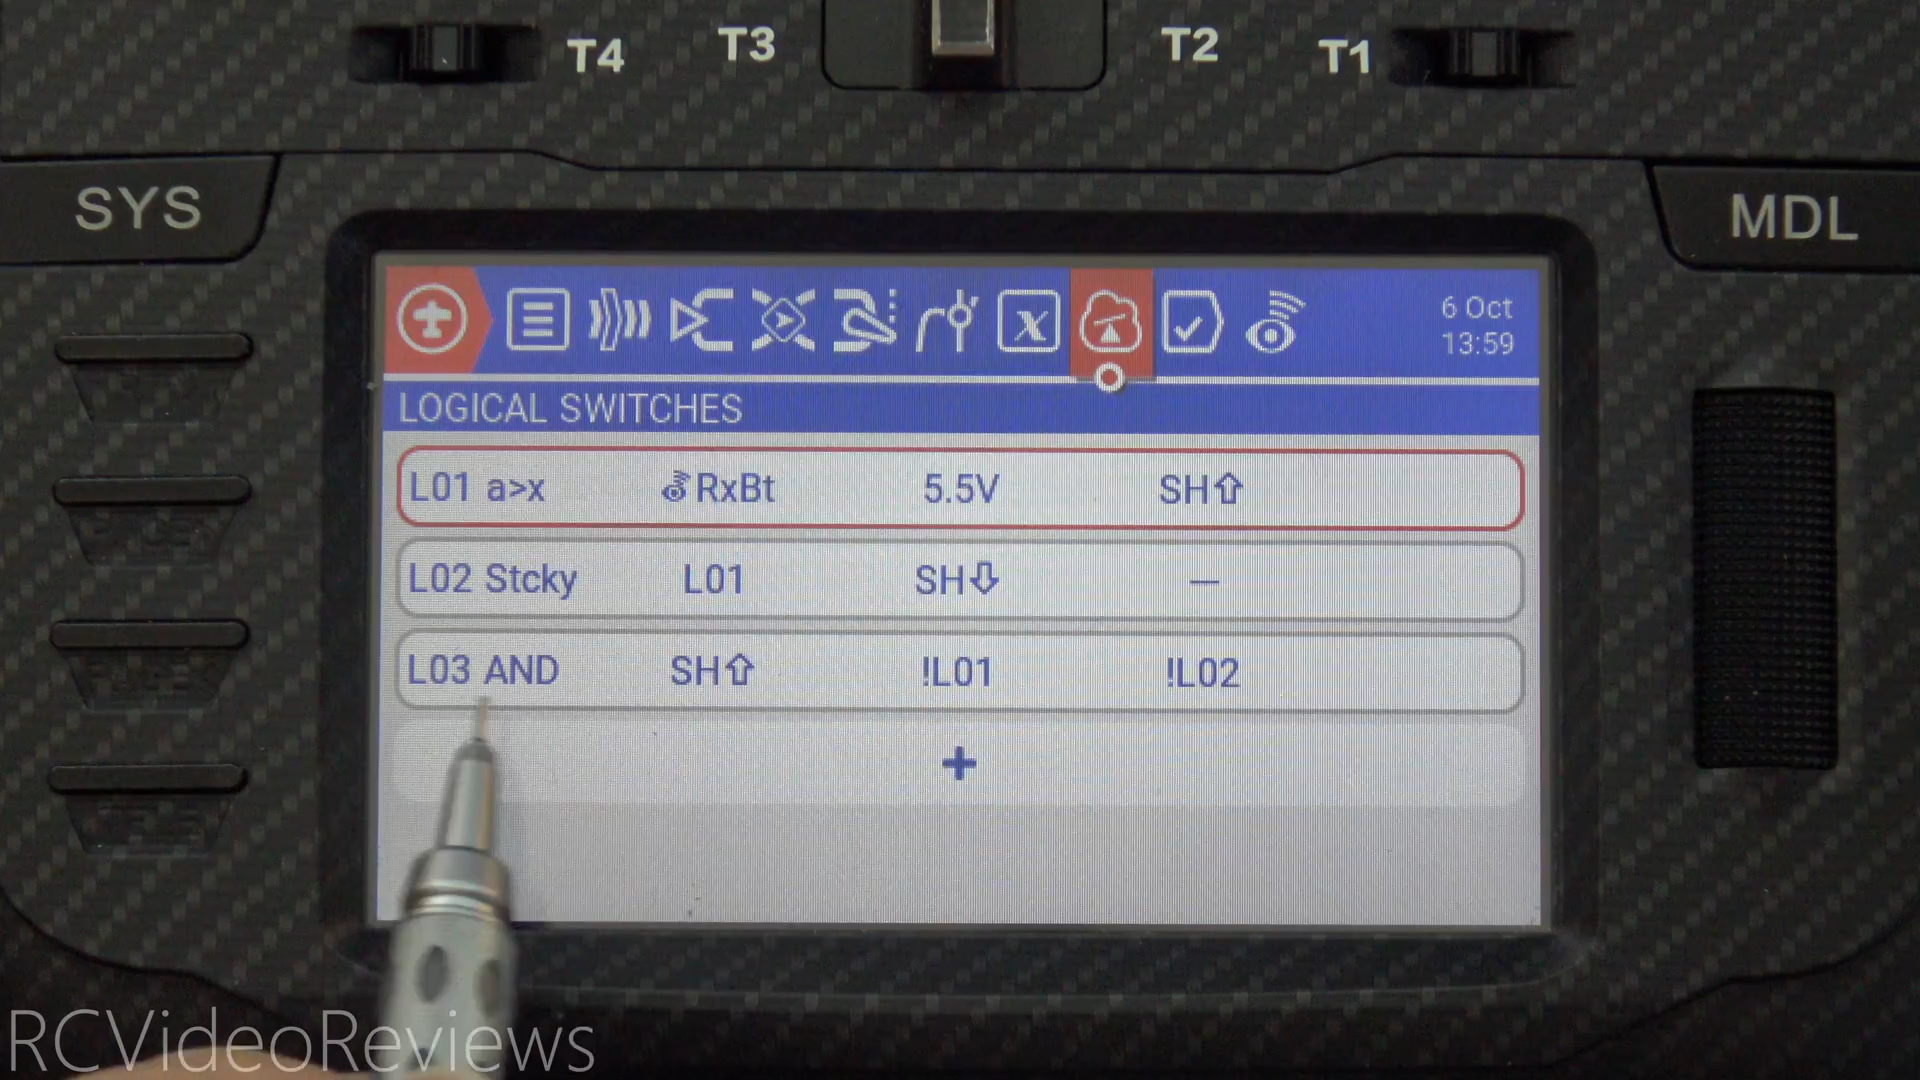 T4 T3 T2 T1
SYS
MDL
6 Oct
13:59
LOGICAL SWITCHES
L01 a>x RxBt 5.5V SH⇧
L02 Stcky L01 SH⇩ —
L03 AND SH⇧ !L01 !L02
+
RCVideoReviews